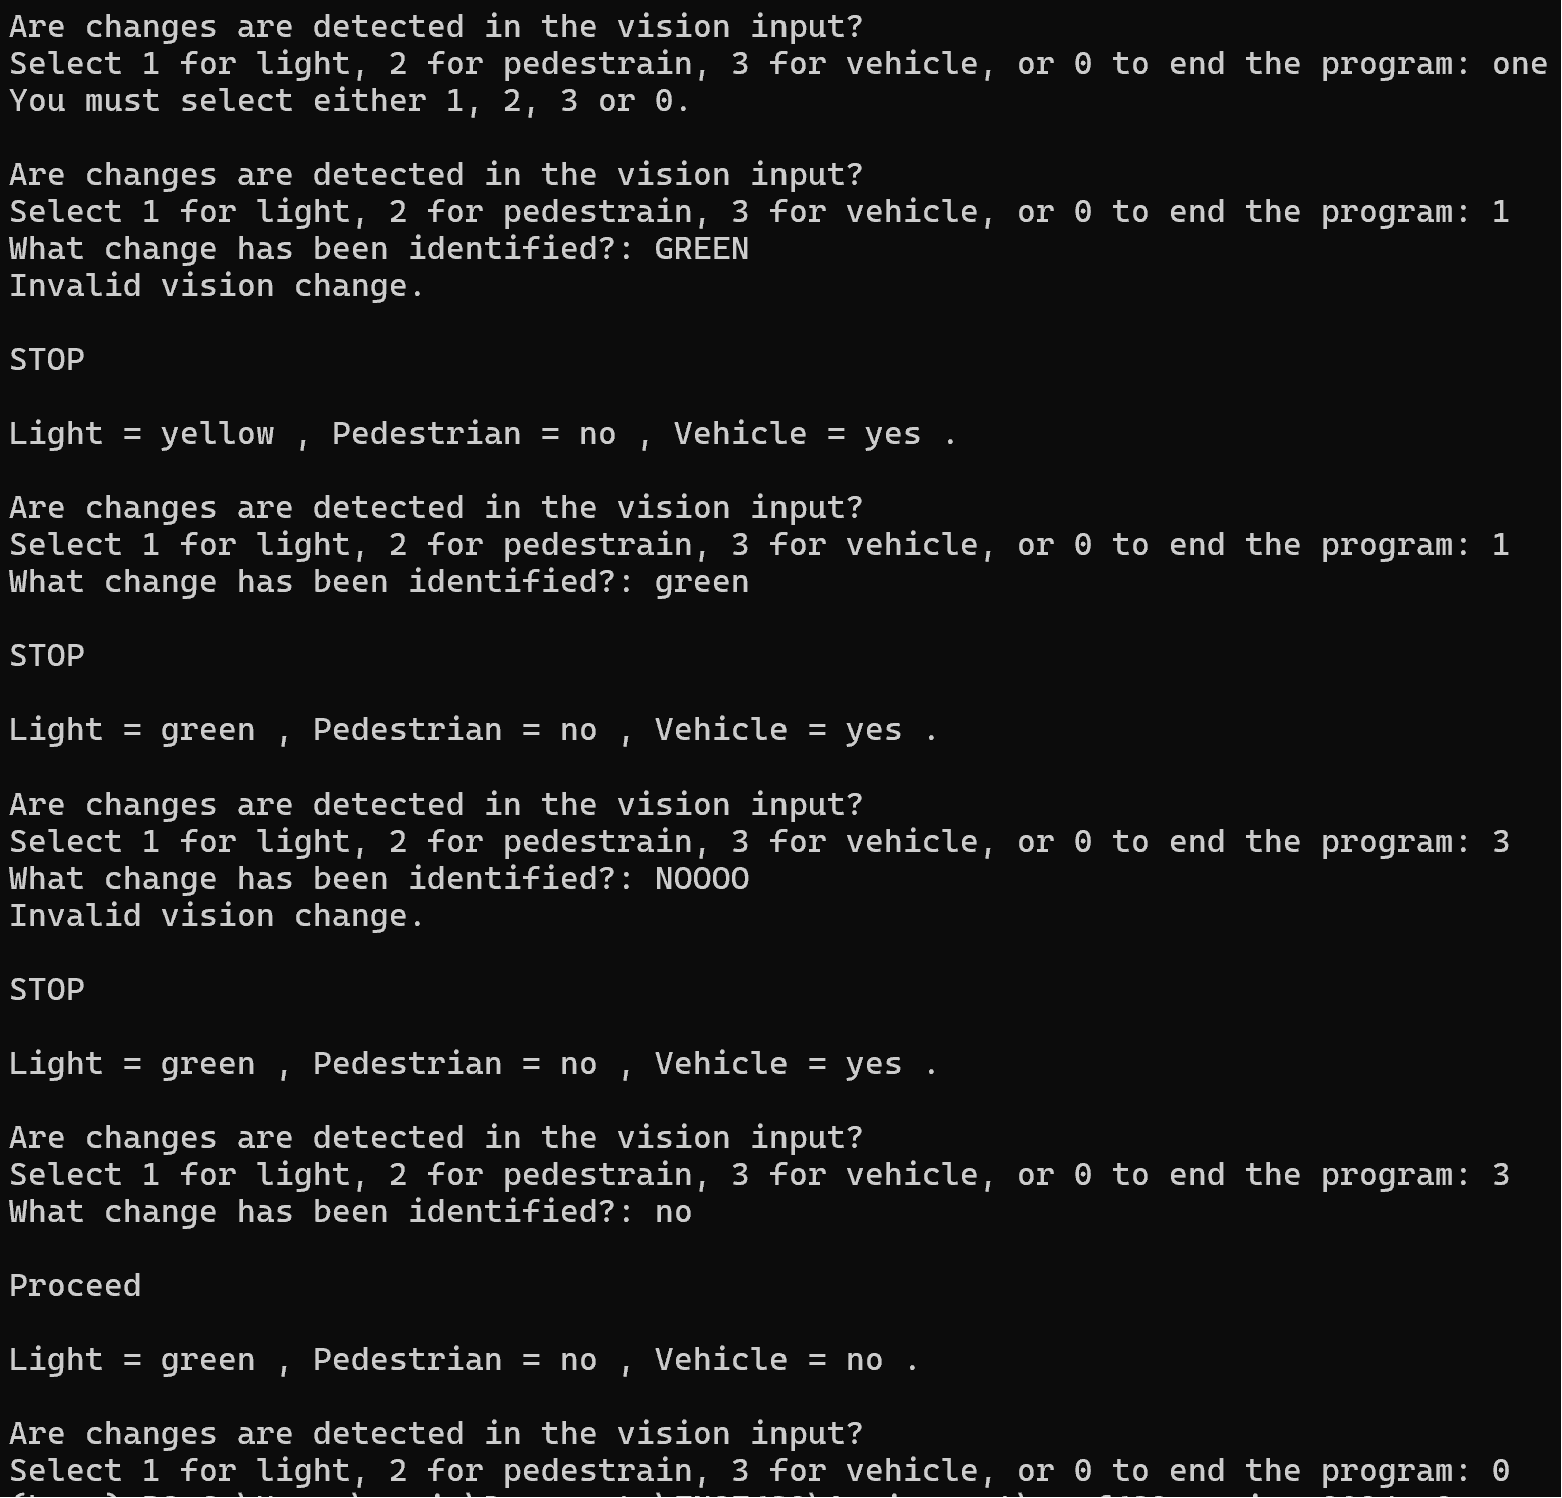 Are changes are detected in the vision input?
Select 1 for light, 2 for pedestrain, 3 for vehicle, or 0 to end the program: one
You must select either 1, 2, 3 or 0.
Are changes are detected in the vision input?
Select 1 for light, 2 for pedestrain, 3 for vehicle, or 0 to end the program: 1
What change has been identified?: GREEN
Invalid vision change.
STOP
Light = yellow , Pedestrian = no , Vehicle = yes .
Are changes are detected in the vision input?
Select 1 for light, 2 for pedestrain, 3 for vehicle, or 0 to end the program: 1
What change has been identified?: green
STOP
Light = green , Pedestrian = no , Vehicle = yes .
Are changes are detected in the vision input?
Select 1 for light, 2 for pedestrain, 3 for vehicle, or 0 to end the program: 3
What change has been identified?: NOOOO
Invalid vision change.
STOP
Light = green , Pedestrian = no , Vehicle = yes .
Are changes are detected in the vision input?
Select 1 for light, 2 for pedestrain, 3 for vehicle, or 0 to end the program: 3
What change has been identified?: no
Proceed
Light = green , Pedestrian = no , Vehicle = no .
Are changes are detected in the vision input?
Select 1 for light, 2 for pedestrain, 3 for vehicle, or 0 to end the program: 0